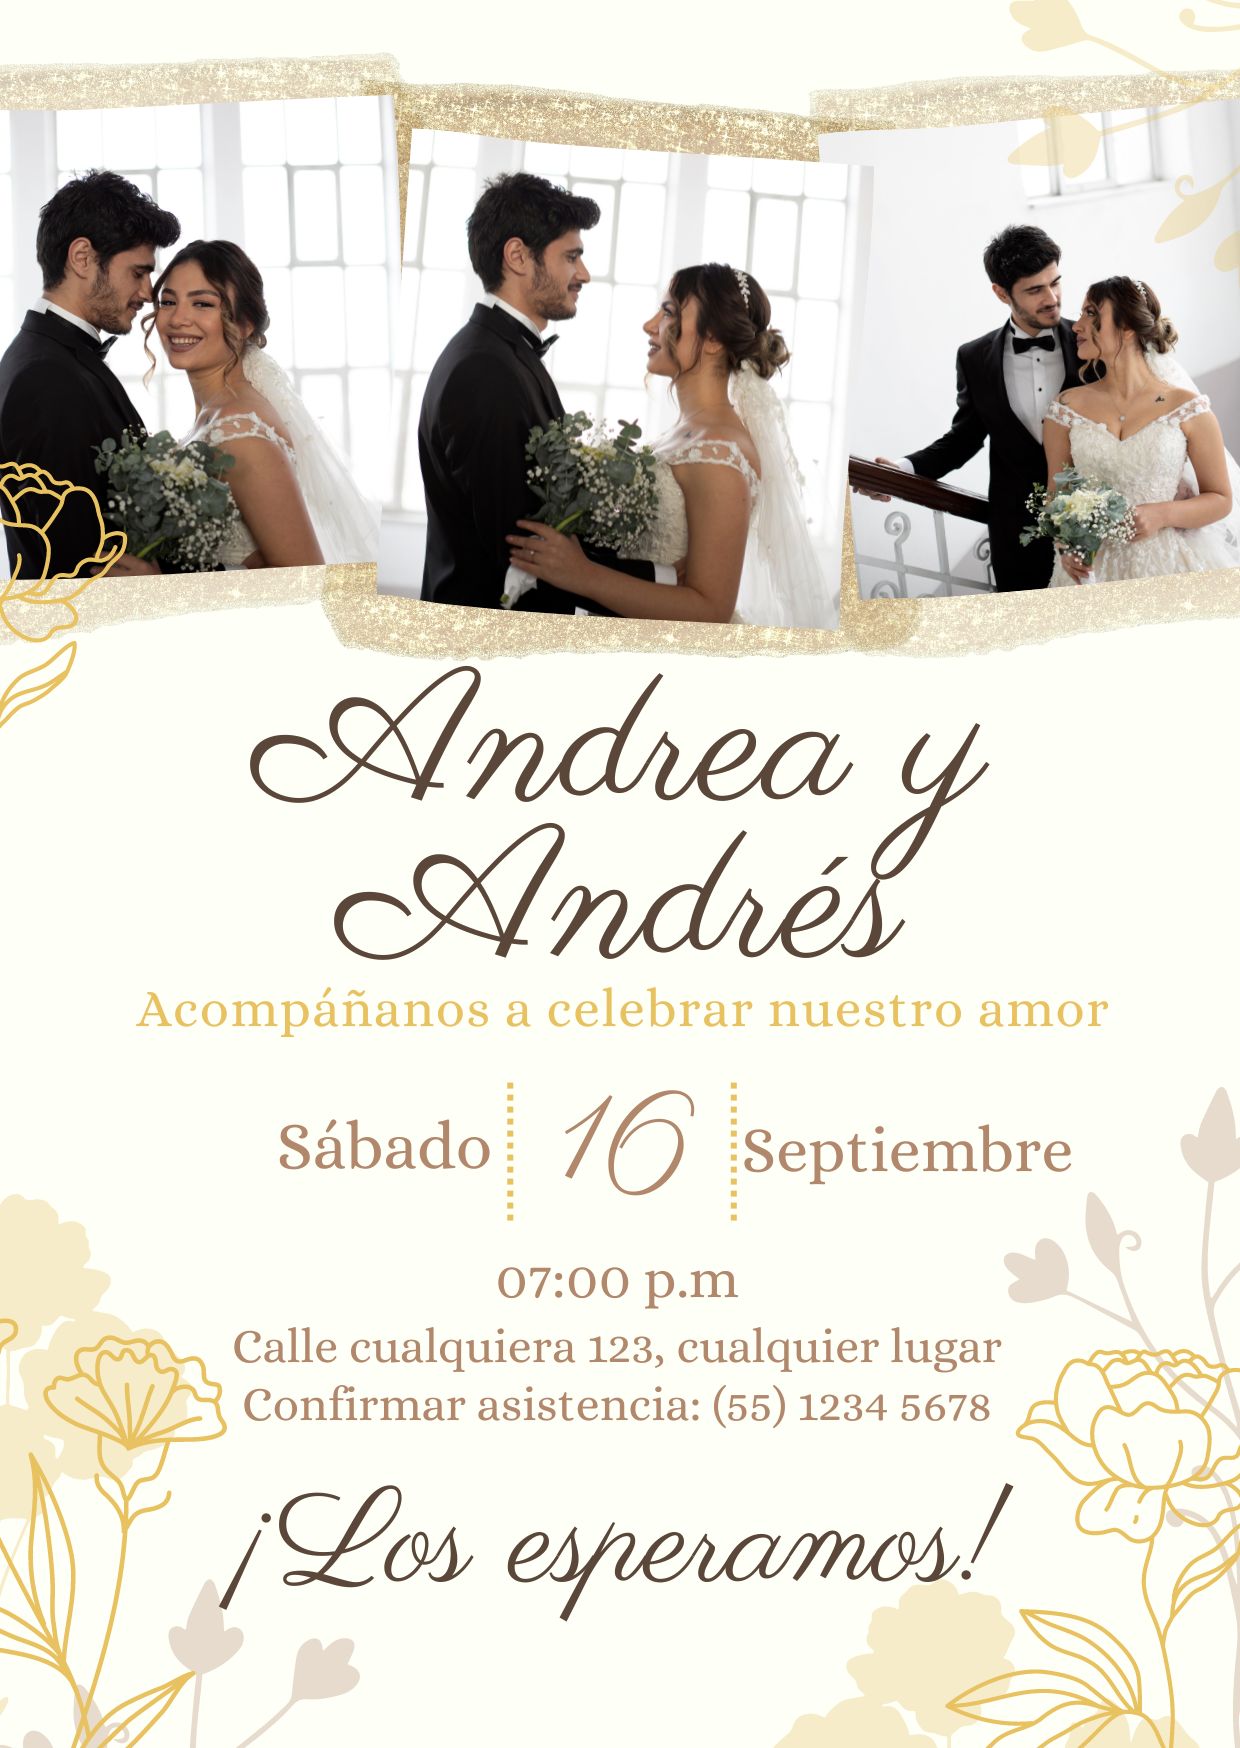 Andrea y
Andrés
Acompáñanos a celebrar nuestro amor
Sábado 16 Septiembre
07:00 p.m
Calle cualquiera 123, cualquier lugar
Confirmar asistencia: (55) 1234 5678
¡Los esperamos!